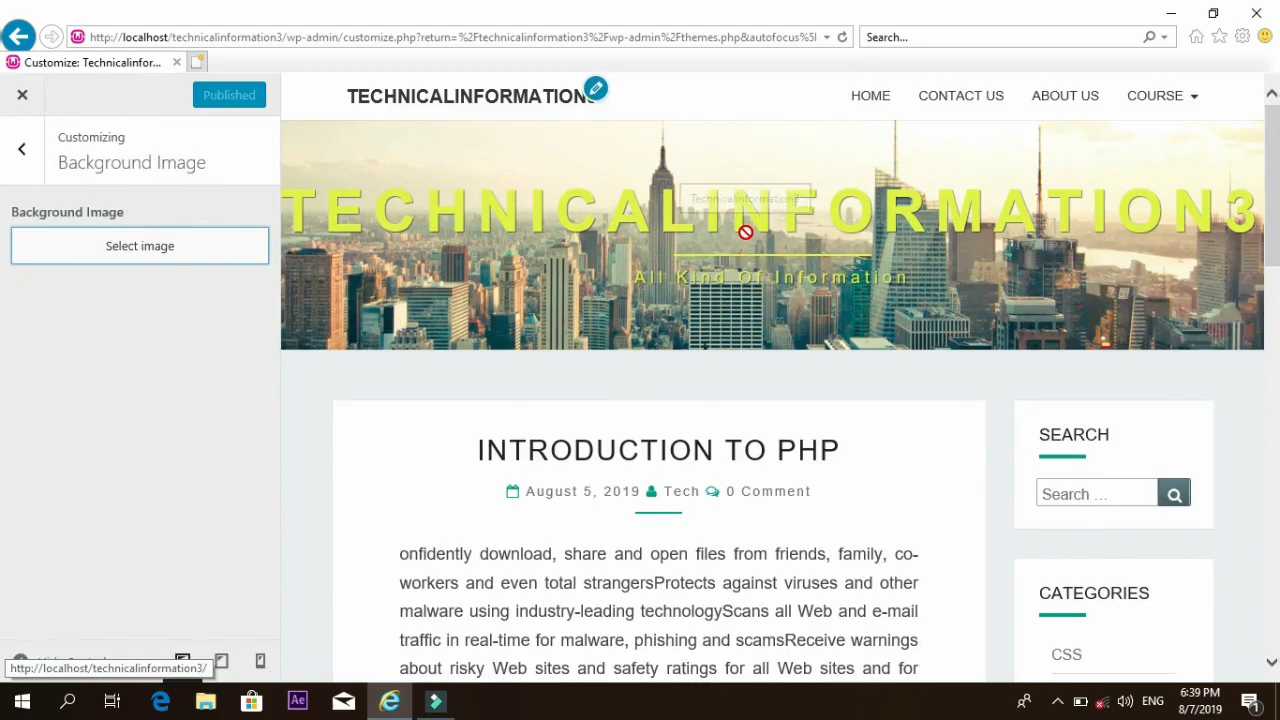 http://localhost/technicalinformation3/wp-admin/customize.php?return=%2Ftechnicalinformation3%2Fwp-admin%2Fthemes.php&autofocus%5l
Search...
Customize: Technicalinfor...
Published
Customizing
Background Image
Background Image
Select image
http://localhost/technicalinformation3/
TECHNICALINFORMATION
HOME
CONTACT US
ABOUT US
COURSE
TECHNICALINFORMATION3
All Kind Of Information
INTRODUCTION TO PHP
August 5, 2019 Tech 0 Comment
onfidently download, share and open files from friends, family, co-
workers and even total strangersProtects against viruses and other
malware using industry-leading technologyScans all Web and e-mail
traffic in real-time for malware, phishing and scamsReceive warnings
about risky Web sites and safety ratings for all Web sites and for
SEARCH
Search ...
CATEGORIES
CSS
Ae
ENG
6:39 PM
8/7/2019
1